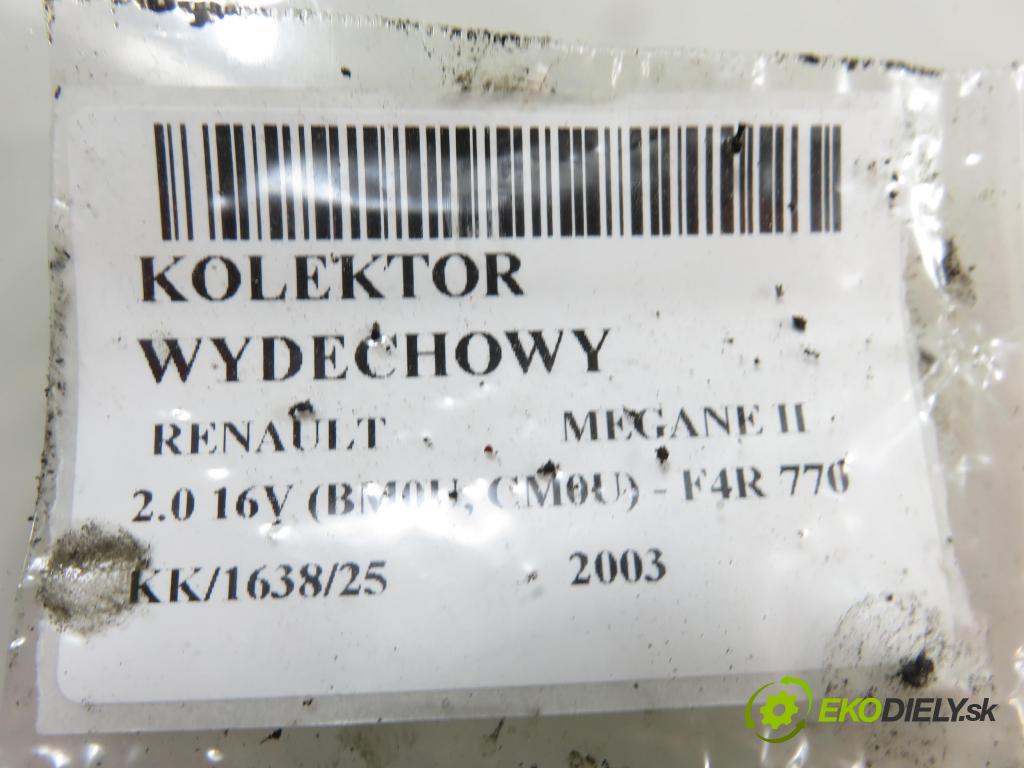 KOLEKTOR
WYDECHOWY
RENAULT MEGANE II
2.0 16V (BM0U, CM0U) - F4R 770
KK/1638/25 2003
EKODIELY.sk